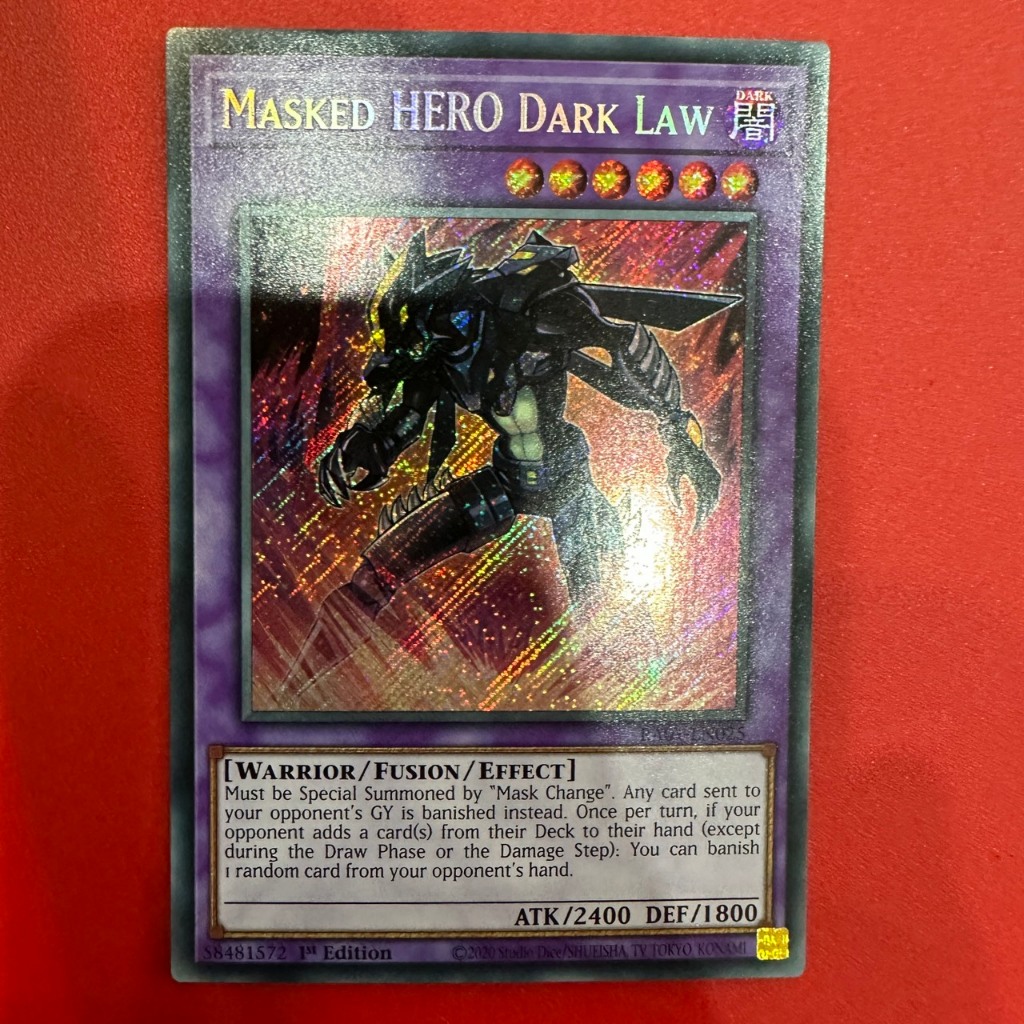 MASKED HERO DARK LAW
DARK
闇
[WARRIOR/FUSION/EFFECT]
Must be Special Summoned by "Mask Change". Any card sent to
your opponent's GY is banished instead. Once per turn, if your
opponent adds a card(s) from their Deck to their hand (except
during the Draw Phase or the Damage Step): You can banish
1 random card from your opponent's hand.
ATK/2400 DEF/1800
58481572 1st Edition
©2020 Studio Dice/SHUEISHA, TV TOKYO, KONAMI